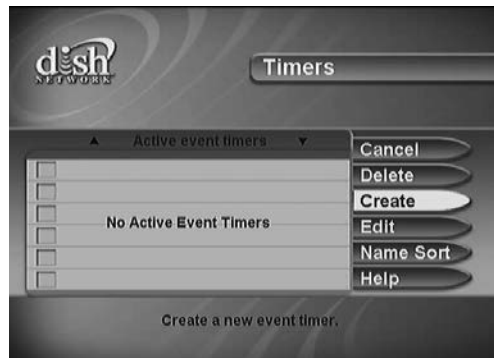 dish
NETWORK
Timers
Active event timers
No Active Event Timers
Cancel
Delete
Create
Edit
Name Sort
Help
Create a new event timer.